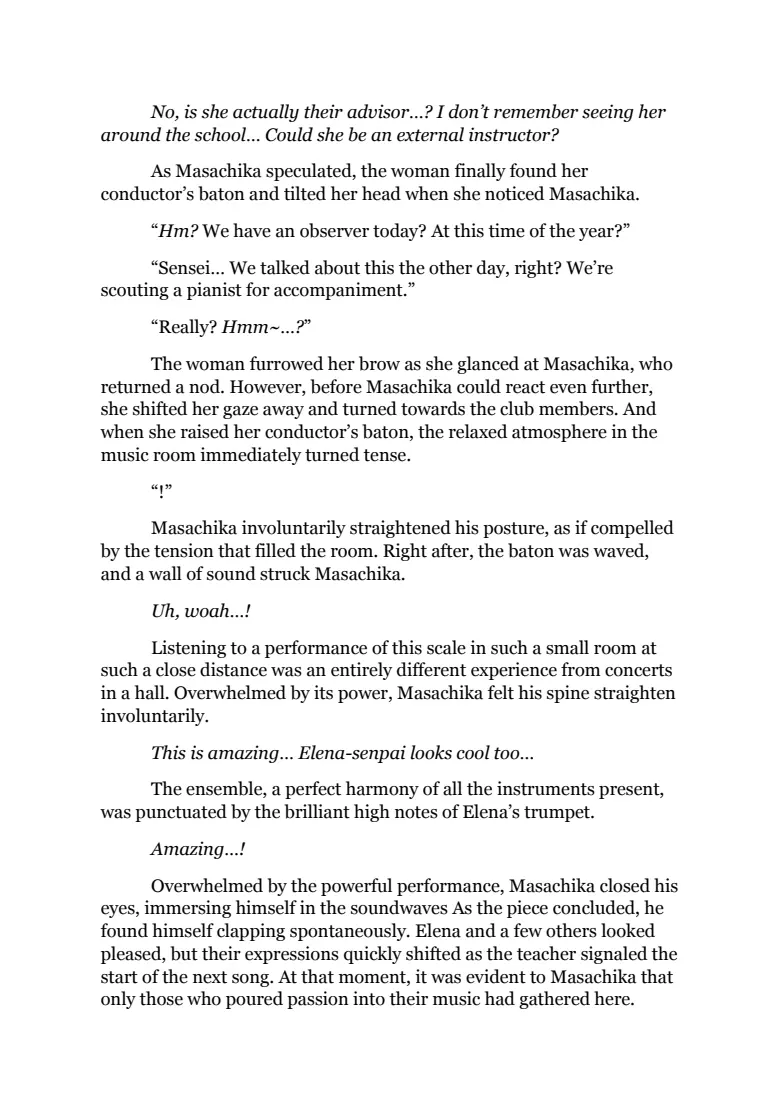 No, is she actually their advisor...? I don't remember seeing her
around the school... Could she be an external instructor?
As Masachika speculated, the woman finally found her
conductor's baton and tilted her head when she noticed Masachika.
“Hm? We have an observer today? At this time of the year?”
“Sensei... We talked about this the other day, right? We're
scouting a pianist for accompaniment.”
“Really? Hmm~...?”
The woman furrowed her brow as she glanced at Masachika, who
returned a nod. However, before Masachika could react even further,
she shifted her gaze away and turned towards the club members. And
when she raised her conductor's baton, the relaxed atmosphere in the
music room immediately turned tense.
“!”
Masachika involuntarily straightened his posture, as if compelled
by the tension that filled the room. Right after, the baton was waved,
and a wall of sound struck Masachika.
Uh, woah...!
Listening to a performance of this scale in such a small room at
such a close distance was an entirely different experience from concerts
in a hall. Overwhelmed by its power, Masachika felt his spine straighten
involuntarily.
This is amazing... Elena-senpai looks cool too...
The ensemble, a perfect harmony of all the instruments present,
was punctuated by the brilliant high notes of Elena's trumpet.
Amazing...!
Overwhelmed by the powerful performance, Masachika closed his
eyes, immersing himself in the soundwaves As the piece concluded, he
found himself clapping spontaneously. Elena and a few others looked
pleased, but their expressions quickly shifted as the teacher signaled the
start of the next song. At that moment, it was evident to Masachika that
only those who poured passion into their music had gathered here.